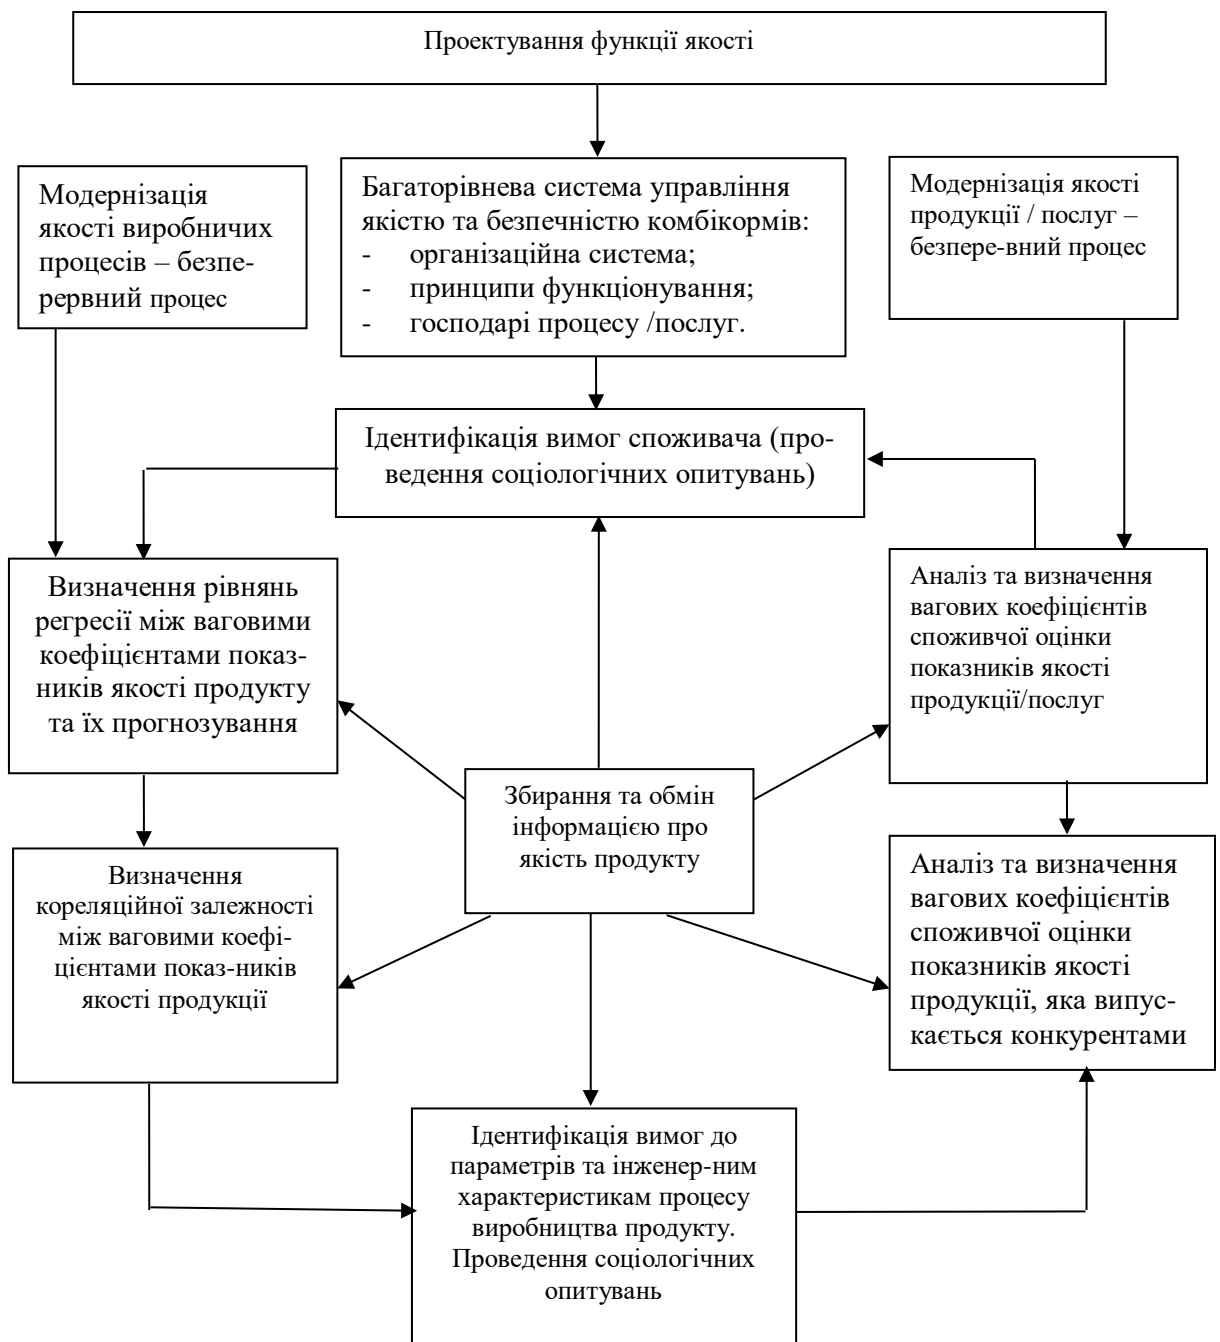 Проектування функції якості
Модернізація
якості виробничих
процесів – безпе-
рервний процес
Багаторівнева система управління
якістю та безпечністю комбікормів:
- організаційна система;
- принципи функціонування;
- господарі процесу /послуг.
Модернізація якості
продукції / послуг –
безпере-вний процес
Ідентифікація вимог споживача (про-
ведення соціологічних опитувань)
Визначення рівнянь
регресії між ваговими
коефіцієнтами показ-
ників якості продукту
та їх прогнозування
Аналіз та визначення
вагових коефіцієнтів
споживчої оцінки
показників якості
продукції/послуг
Збирання та обмін
інформацією про
якість продукту
Визначення
кореляційної залежності
між ваговими коефі-
цієнтами показ-ників
якості продукції
Аналіз та визначення
вагових коефіцієнтів
споживчої оцінки
показників якості
продукції, яка випус-
кається конкурентами
Ідентифікація вимог до
параметрів та інженер-ним
характеристикам процесу
виробництва продукту.
Проведення соціологічних
опитувань